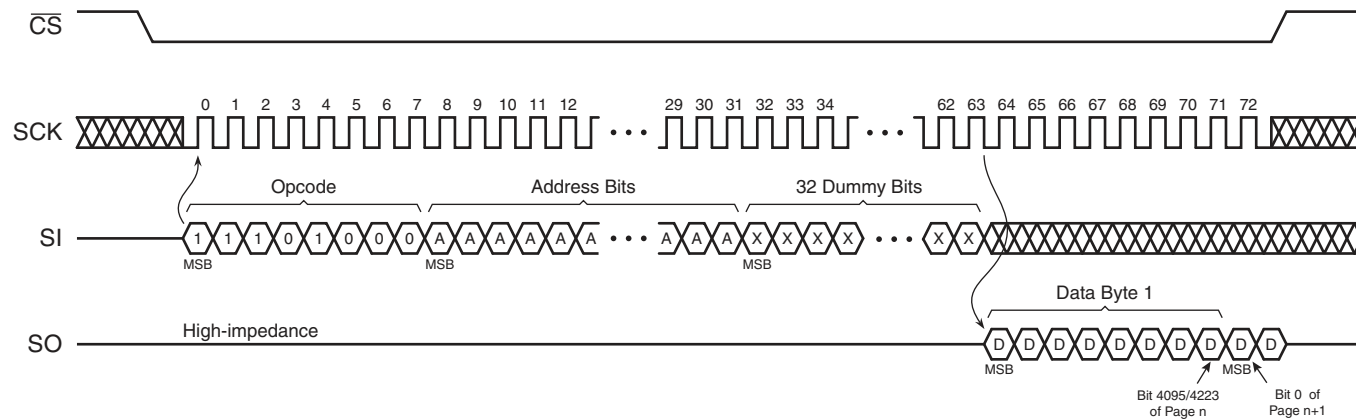 CS
SCK
0 1 2 3 4 5 6 7 8 9 10 11 12 29 30 31 32 33 34 62 63 64 65 66 67 68 69 70 71 72
Opcode Address Bits 32 Dummy Bits
SI
1 1 1 0 1 0 0 0 A A A A A A A A A X X X X X X
MSB MSB MSB
Data Byte 1
High-impedance
SO
D D D D D D D D D D
MSB MSB
Bit 4095/4223
of Page n
Bit 0 of
Page n+1